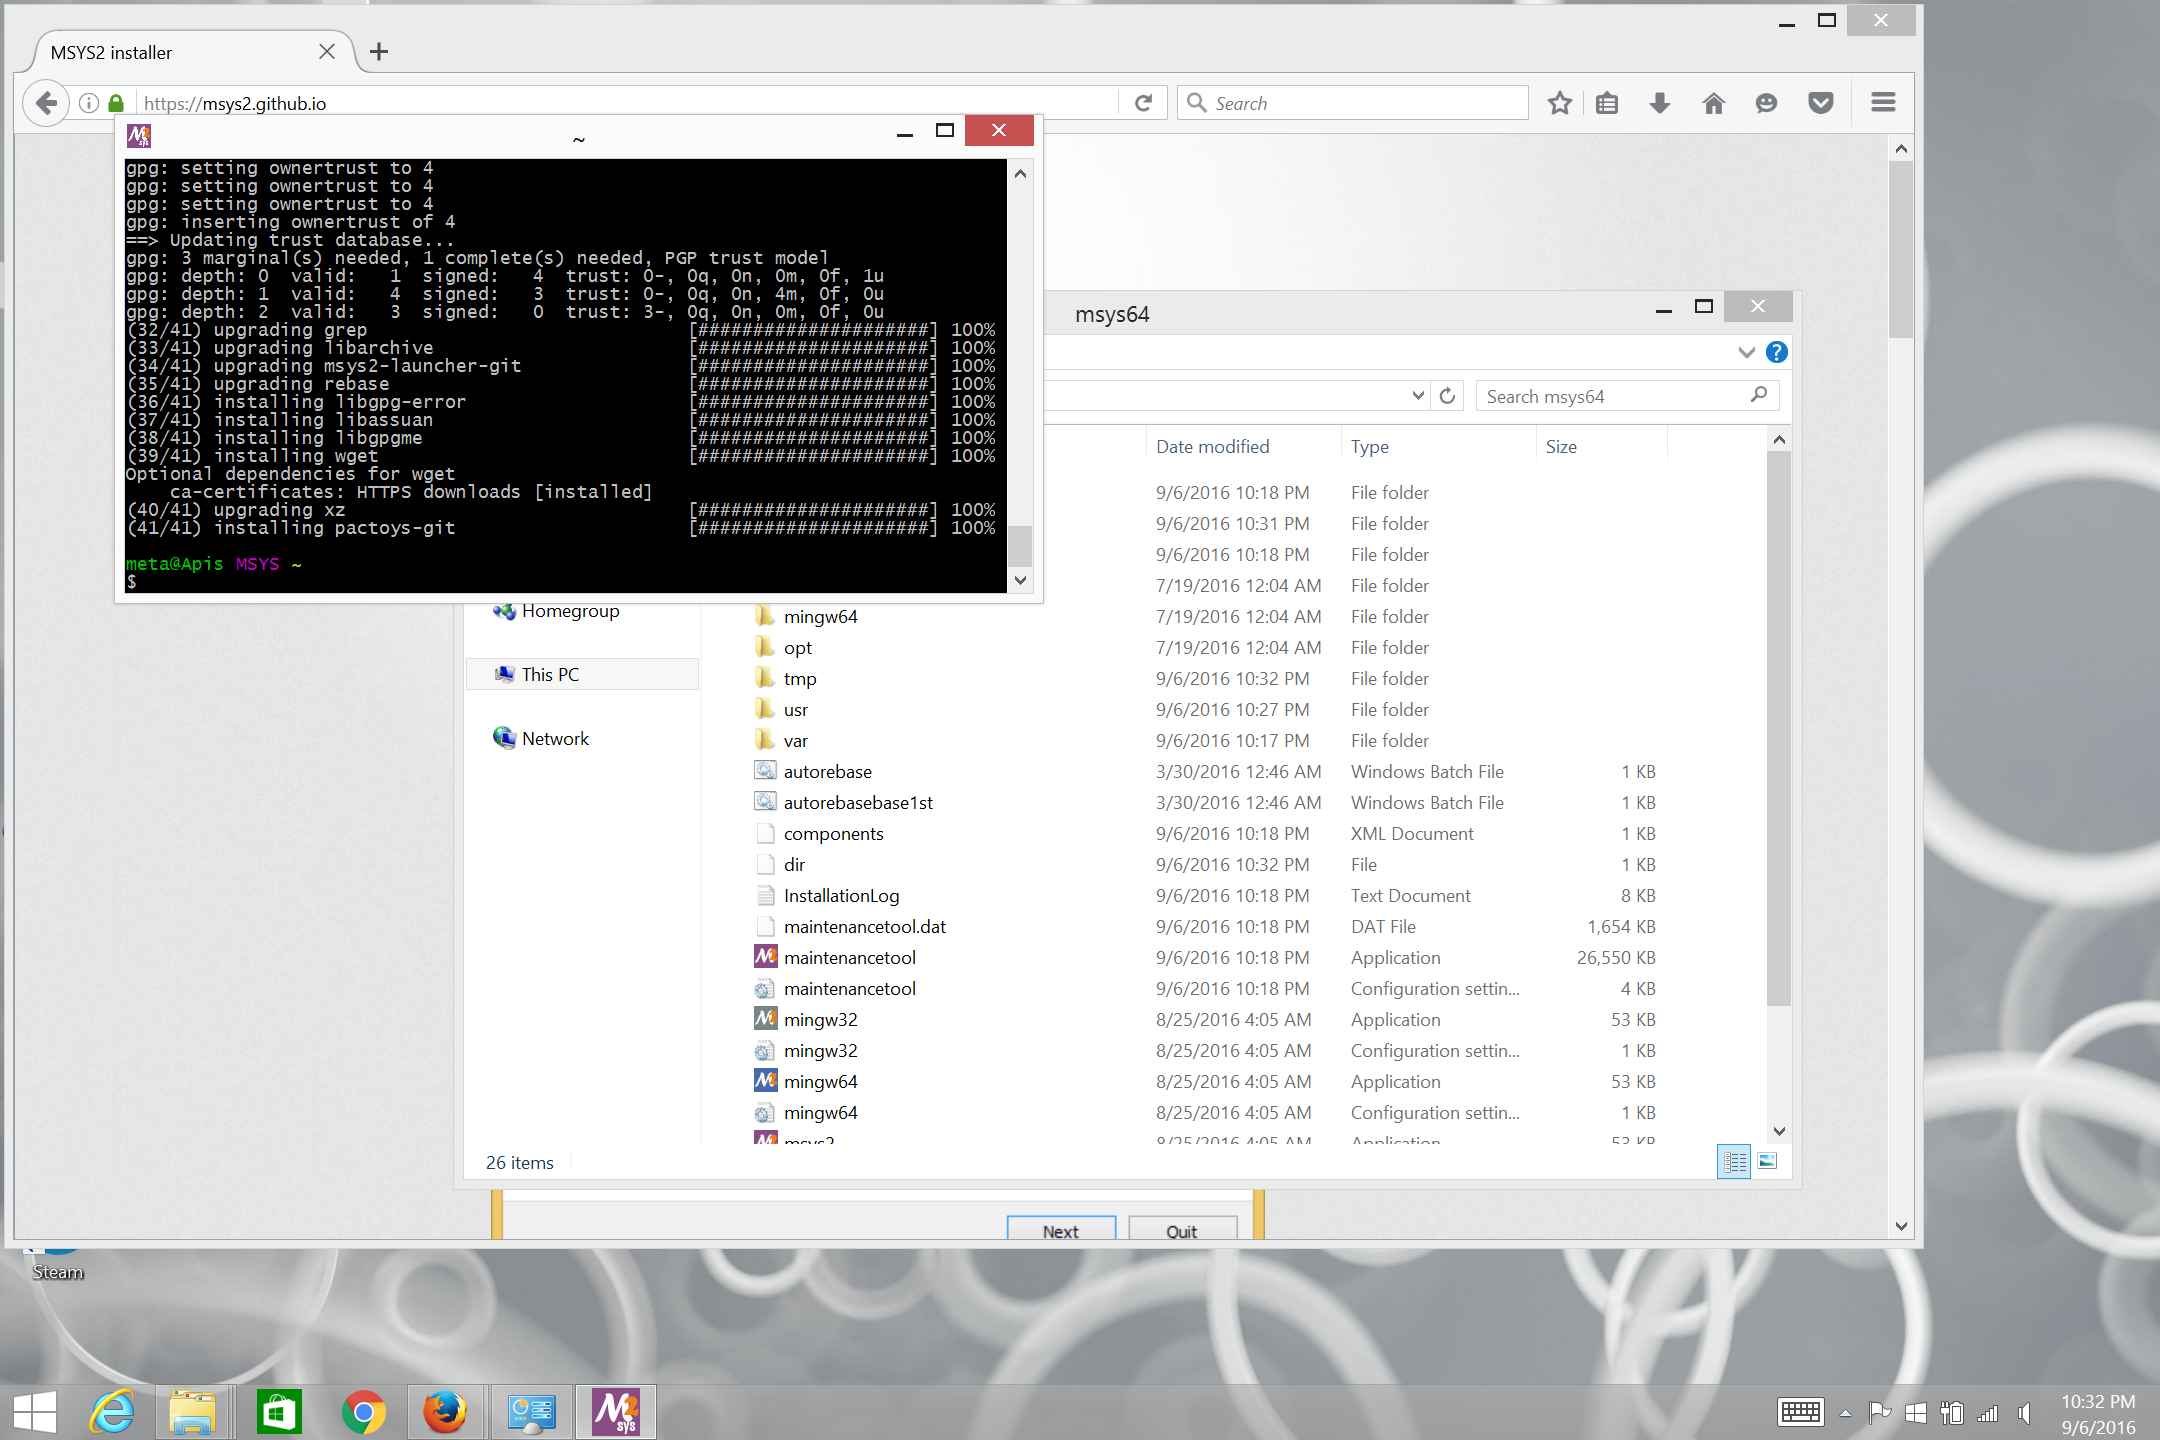 MSYS2 installer
https://msys2.github.io
Search
~
gpg: setting ownertrust to 4
gpg: setting ownertrust to 4
gpg: setting ownertrust to 4
gpg: inserting ownertrust of 4
==> Updating trust database...
gpg: 3 marginal(s) needed, 1 complete(s) needed, PGP trust model
gpg: depth: 0  valid:   1  signed:   4  trust: 0-, 0q, 0n, 0m, 0f, 1u
gpg: depth: 1  valid:   4  signed:   3  trust: 0-, 0q, 0n, 4m, 0f, 0u
gpg: depth: 2  valid:   3  signed:   0  trust: 3-, 0q, 0n, 0m, 0f, 0u
(32/41) upgrading grep [#####################] 100%
(33/41) upgrading libarchive [#####################] 100%
(34/41) upgrading msys2-launcher-git [#####################] 100%
(35/41) upgrading rebase [#####################] 100%
(36/41) installing libgpg-error [#####################] 100%
(37/41) installing libassuan [#####################] 100%
(38/41) installing libgpgme [#####################] 100%
(39/41) installing wget [#####################] 100%
Optional dependencies for wget
    ca-certificates: HTTPS downloads [installed]
(40/41) upgrading xz [#####################] 100%
(41/41) installing pactoys-git [#####################] 100%
meta@Apis MSYS ~
$
msys64
Search msys64
Date modified Type Size
9/6/2016 10:18 PM File folder
9/6/2016 10:31 PM File folder
9/6/2016 10:18 PM File folder
7/19/2016 12:04 AM File folder
Homegroup
This PC
Network
mingw64 7/19/2016 12:04 AM File folder
opt 7/19/2016 12:04 AM File folder
tmp 9/6/2016 10:32 PM File folder
usr 9/6/2016 10:27 PM File folder
var 9/6/2016 10:17 PM File folder
autorebase 3/30/2016 12:46 AM Windows Batch File 1 KB
autorebasebase1st 3/30/2016 12:46 AM Windows Batch File 1 KB
components 9/6/2016 10:18 PM XML Document 1 KB
dir 9/6/2016 10:32 PM File 1 KB
InstallationLog 9/6/2016 10:18 PM Text Document 8 KB
maintenancetool.dat 9/6/2016 10:18 PM DAT File 1,654 KB
maintenancetool 9/6/2016 10:18 PM Application 26,550 KB
maintenancetool 9/6/2016 10:18 PM Configuration settin... 4 KB
mingw32 8/25/2016 4:05 AM Application 53 KB
mingw32 8/25/2016 4:05 AM Configuration settin... 1 KB
mingw64 8/25/2016 4:05 AM Application 53 KB
mingw64 8/25/2016 4:05 AM Configuration settin... 1 KB
msys2 8/25/2016 4:05 AM Application 53 KB
26 items
Next Quit
Steam
10:32 PM
9/6/2016